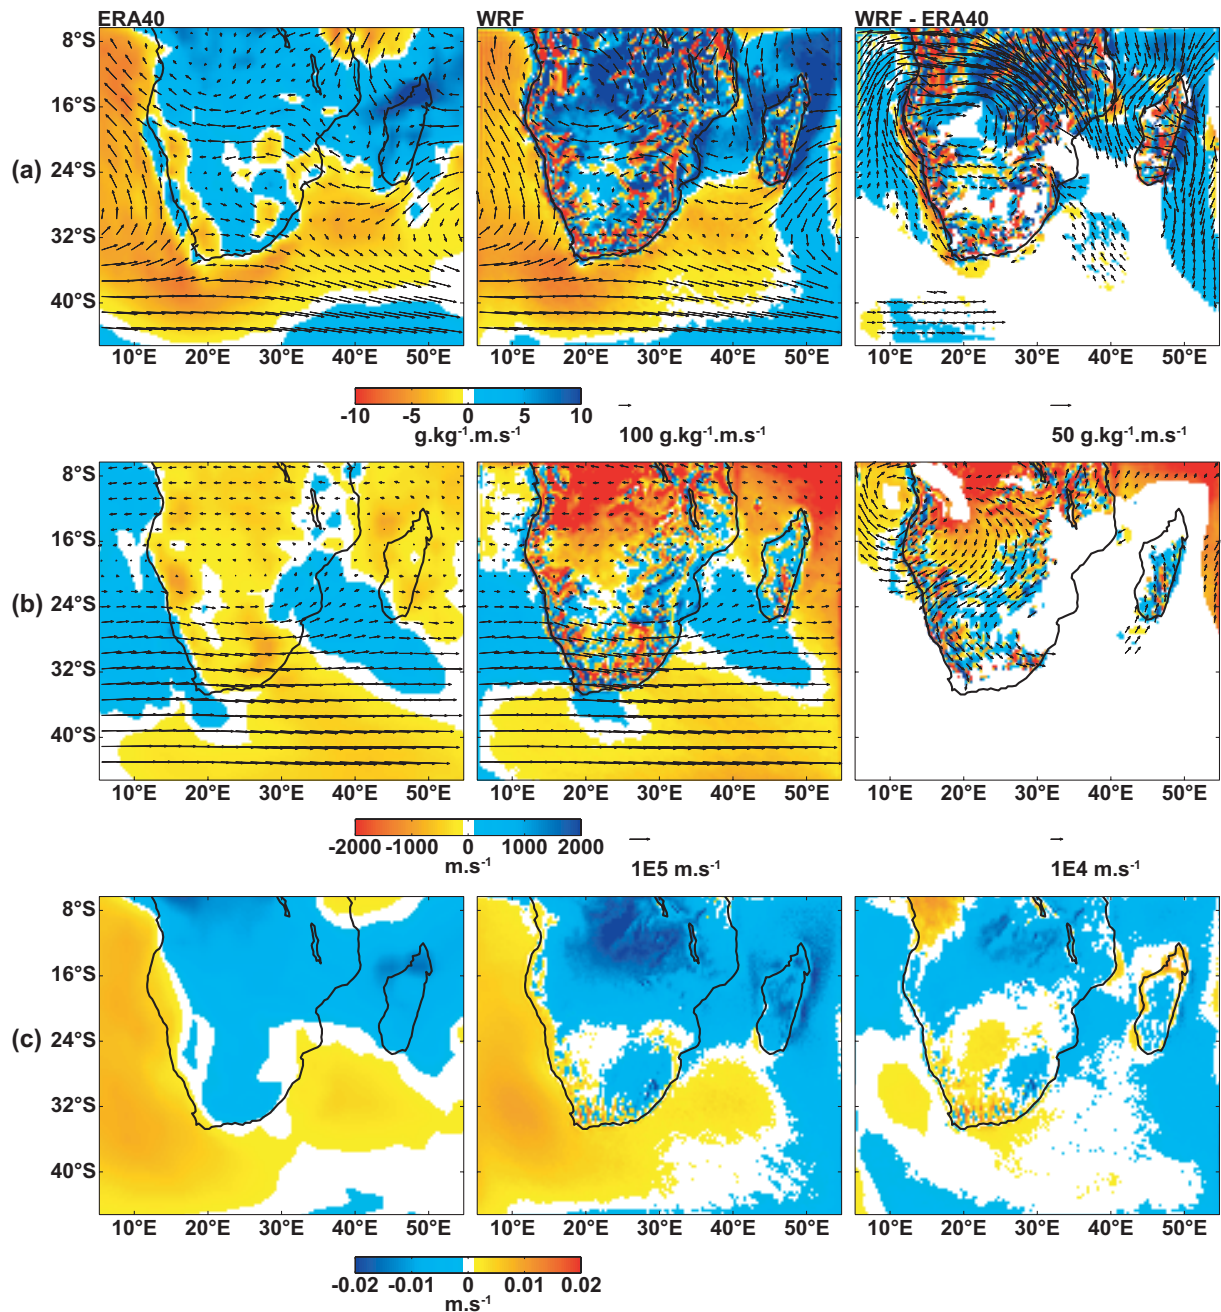 ERA40 WRF WRF - ERA40
8°S
16°S
24°S
32°S
40°S
(a)
10°E 20°E 30°E 40°E 50°E 10°E 20°E 30°E 40°E 50°E 10°E 20°E 30°E 40°E 50°E
-10 -5 0 5 10
g.kg⁻¹.m.s⁻¹ 100 g.kg⁻¹.m.s⁻¹ 50 g.kg⁻¹.m.s⁻¹
8°S
16°S
24°S
32°S
40°S
(b)
10°E 20°E 30°E 40°E 50°E 10°E 20°E 30°E 40°E 50°E 10°E 20°E 30°E 40°E 50°E
-2000 -1000 0 1000 2000
m.s⁻¹ 1E5 m.s⁻¹ 1E4 m.s⁻¹
8°S
16°S
24°S
32°S
40°S
(c)
10°E 20°E 30°E 40°E 50°E 10°E 20°E 30°E 40°E 50°E 10°E 20°E 30°E 40°E 50°E
-0.02 -0.01 0 0.01 0.02
m.s⁻¹